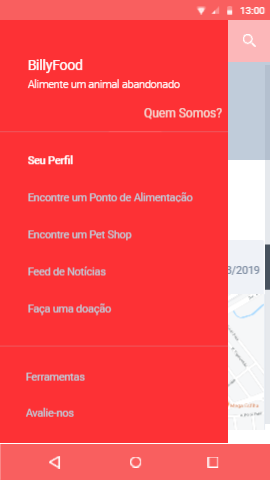 13:00
BillyFood
Alimente um animal abandonado
Quem Somos?
Seu Perfil
Encontre um Ponto de Alimentação
Encontre um Pet Shop
Feed de Notícias
3/2019
Faça uma doação
Ferramentas
Avalie-nos